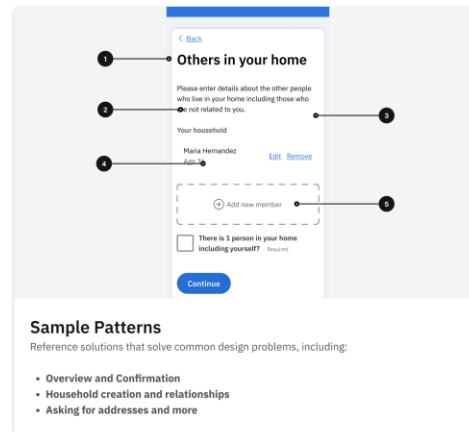 < Back
1
Others in your home
Please enter details about the other people
who live in your home including those who
are not related to you.
2
3
Your household
Maria Hernandez
Edit Remove
4
Age
Add new member
5
There is 1 person in your home
including yourself? Required
Continue
Sample Patterns
Reference solutions that solve common design problems, including:
• Overview and Confirmation
• Household creation and relationships
• Asking for addresses and more